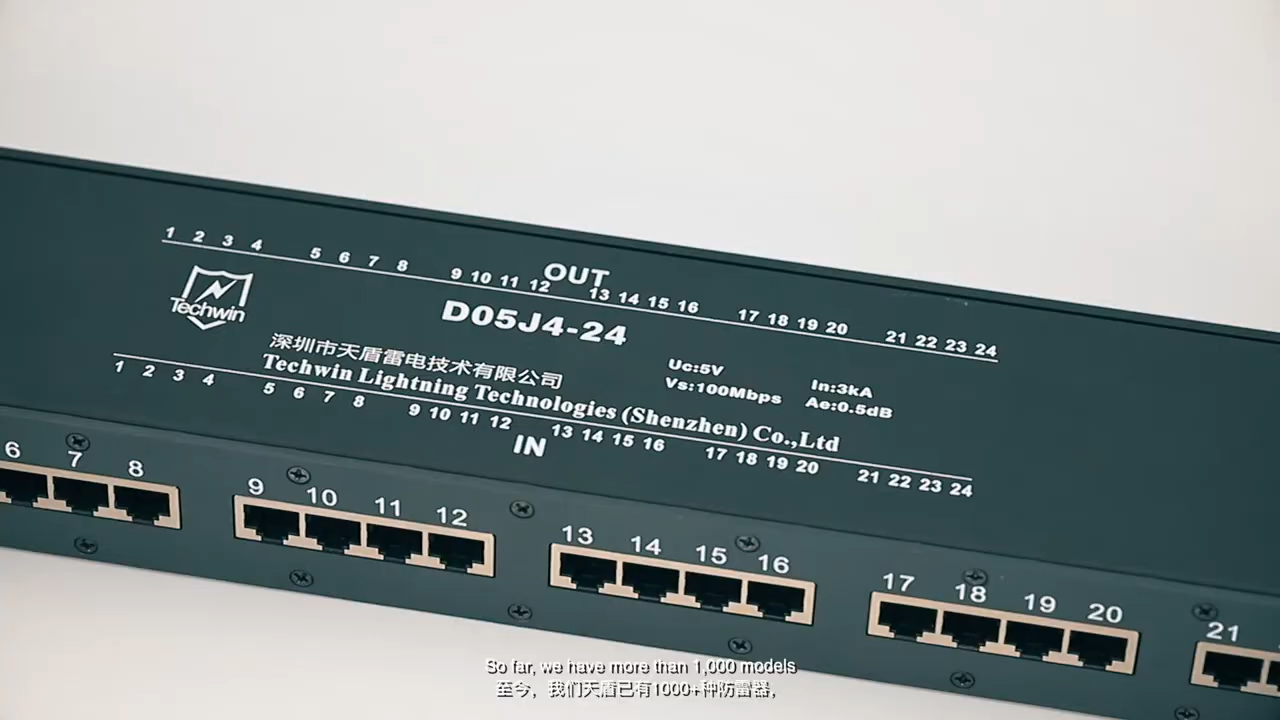 1 2 3 4 5 6 7 8 9 10 11 12 13 14 15 16 17 18 19 20 21 22 23 24
OUT
Techwin
D05J4-24
Uc:5V In:3kA
Vs:100Mbps Ae:0.5dB
深圳市天盾雷电技术有限公司
Techwin Lightning Technologies (Shenzhen) Co.,Ltd
1 2 3 4 5 6 7 8 9 10 11 12 13 14 15 16 17 18 19 20 21 22 23 24
IN
6 7 8 9 10 11 12 13 14 15 16 17 18 19 20 21
So far, we have more than 1,000 models
至今，我们天盾已有1000+种防雷器，